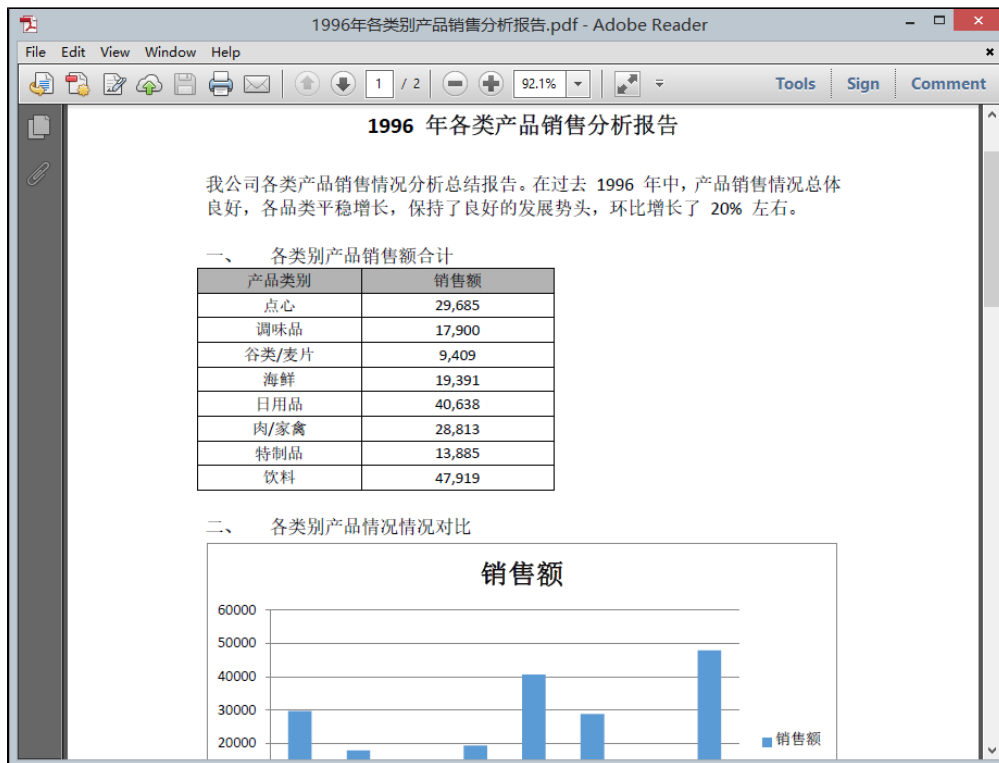 1996年各类别产品销售分析报告.pdf - Adobe Reader
File Edit View Window Help
1 / 2 92.1% Tools Sign Comment
1996 年各类产品销售分析报告
我公司各类产品销售情况分析总结报告。在过去 1996 年中，产品销售情况总体
良好，各品类平稳增长，保持了良好的发展势头，环比增长了 20% 左右。
一、 各类别产品销售额合计
产品类别 销售额
点心 29,685
调味品 17,900
谷类/麦片 9,409
海鲜 19,391
日用品 40,638
肉/家禽 28,813
特制品 13,885
饮料 47,919
二、 各类别产品情况情况对比
销售额
60000
50000
40000
30000
20000
销售额